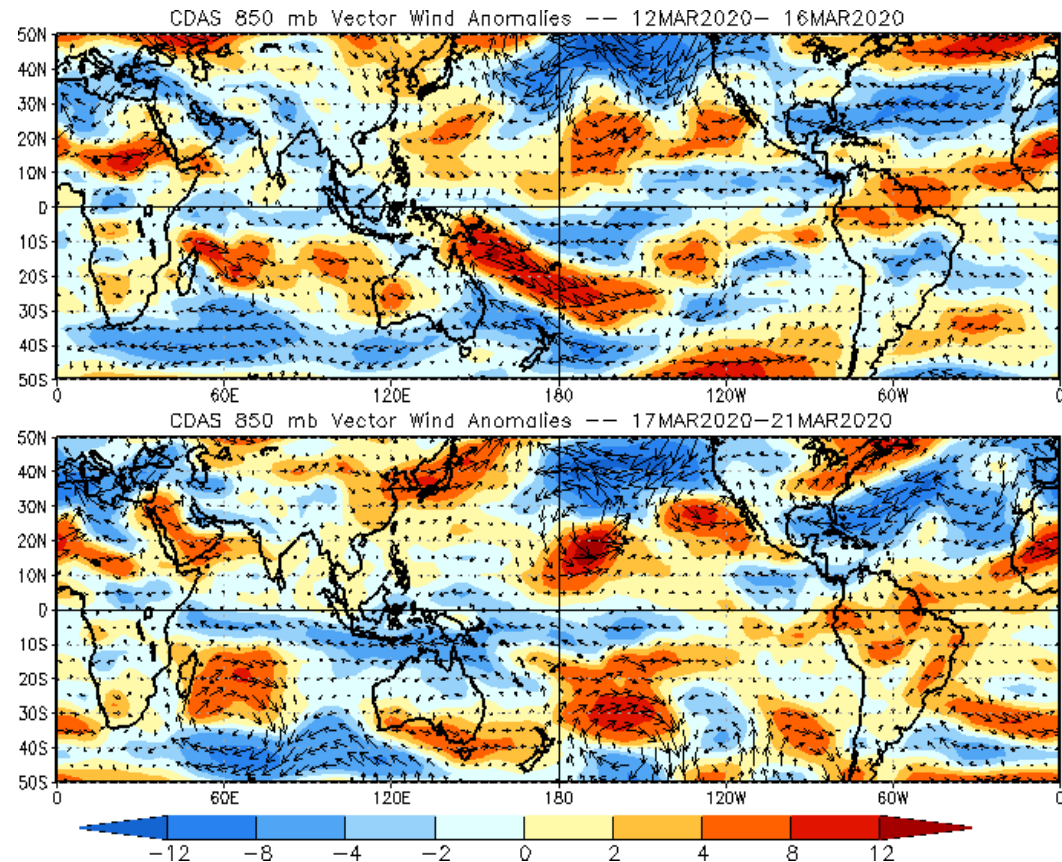 CDAS 850 mb Vector Wind Anomalies -- 12MAR2020- 16MAR2020
50N
40N
30N
20N
10N
0
10S
20S
30S
40S
50S
0 60E 120E 180 120W 60W 0
CDAS 850 mb Vector Wind Anomalies -- 17MAR2020-21MAR2020
50N
40N
30N
20N
10N
0
10S
20S
30S
40S
50S
0 60E 120E 180 120W 60W 0
-12 -8 -4 -2 0 2 4 8 12